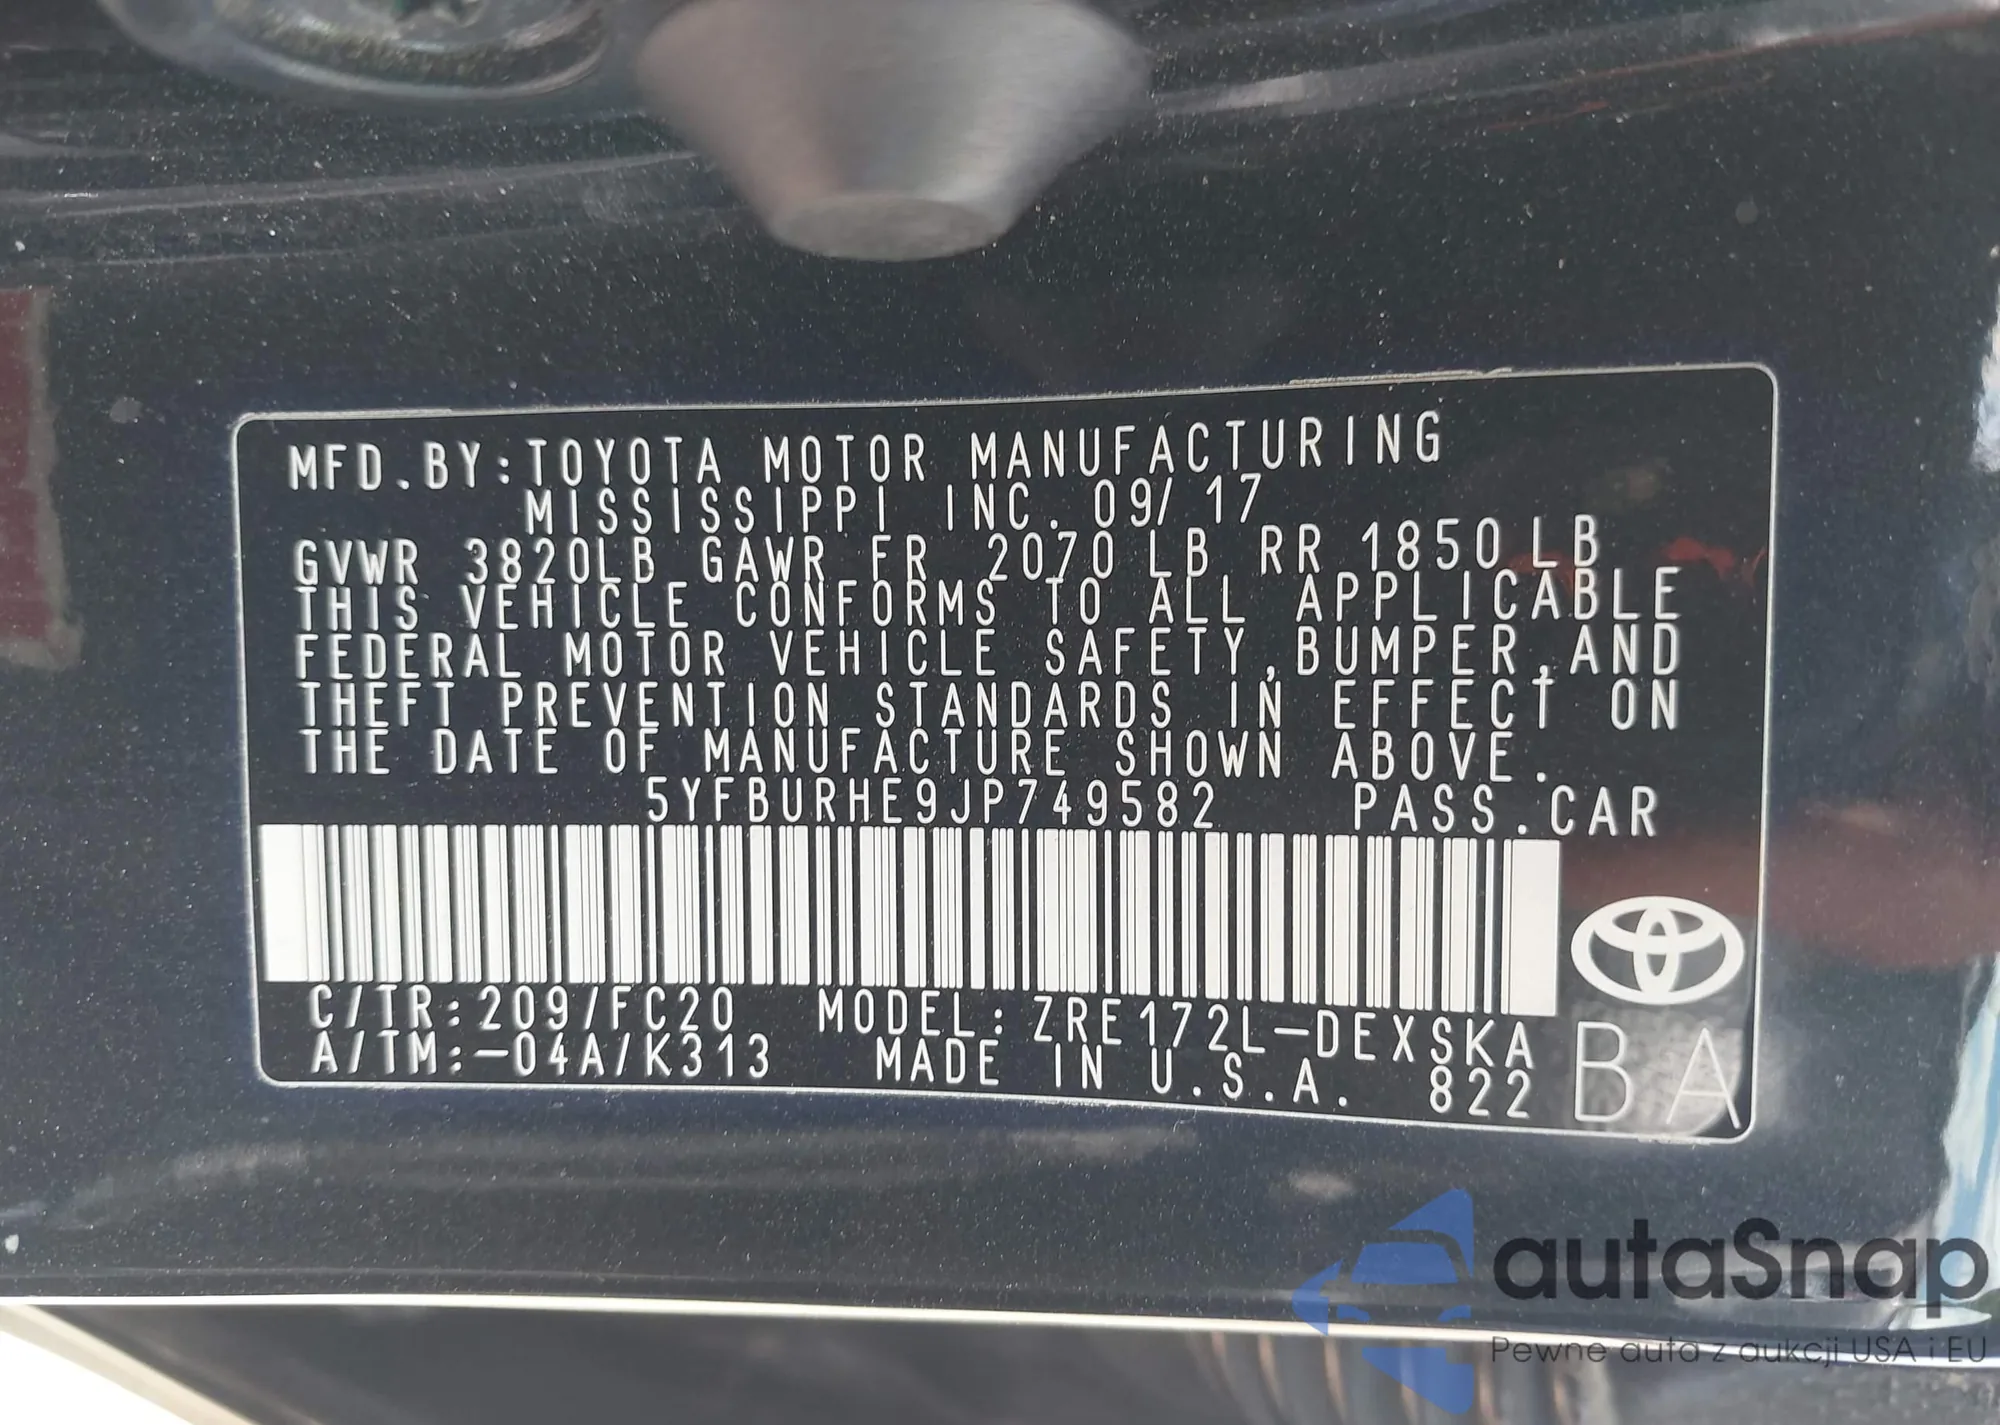 MFD.BY:TOYOTA MOTOR MANUFACTURING
MISSISSIPPI INC. 09/17
GVWR 3820LB GAWR FR 2070 LB RR 1850 LB
THIS VEHICLE CONFORMS TO ALL APPLICABLE
FEDERAL MOTOR VEHICLE SAFETY,BUMPER,AND
THEFT PREVENTION STANDARDS IN EFFECT ON
THE DATE OF MANUFACTURE SHOWN ABOVE.
5YFBURHE9JP749582 PASS.CAR
C/TR:209/FC20 MODEL:ZRE172L-DEXSKA
A/TM:-04A/K313 MADE IN U.S.A. 822
BA
autaSnap
Pewne auta z aukcji USA i EU